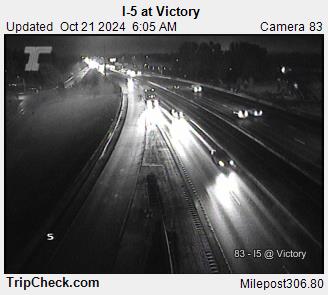 I-5 at Victory
Updated Oct 21 2024 6:05 AM Camera 83
S
83 - I5 @ Victory
TripCheck.com Milepost306.80